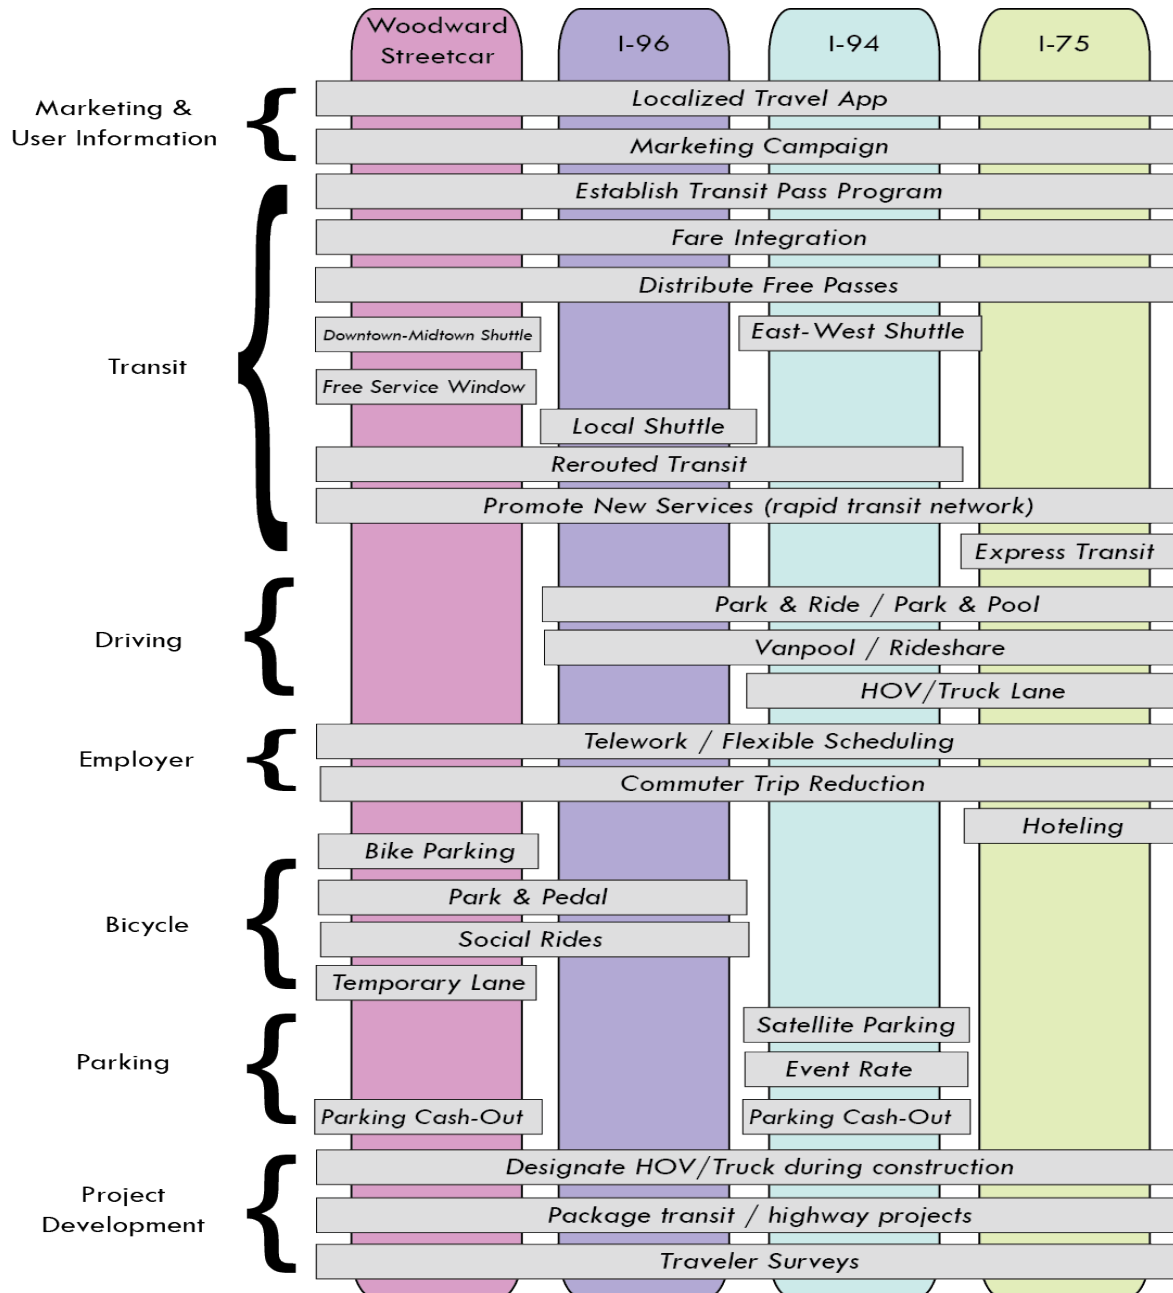 Woodward
Streetcar
I-96
I-94
I-75
Marketing &
User Information
Localized Travel App
Marketing Campaign
Transit
Establish Transit Pass Program
Fare Integration
Distribute Free Passes
Downtown-Midtown Shuttle
East-West Shuttle
Free Service Window
Local Shuttle
Rerouted Transit
Promote New Services (rapid transit network)
Express Transit
Driving
Park & Ride / Park & Pool
Vanpool / Rideshare
HOV/Truck Lane
Employer
Telework / Flexible Scheduling
Commuter Trip Reduction
Hoteling
Bicycle
Bike Parking
Park & Pedal
Social Rides
Temporary Lane
Parking
Satellite Parking
Event Rate
Parking Cash-Out
Parking Cash-Out
Project
Development
Designate HOV/Truck during construction
Package transit / highway projects
Traveler Surveys